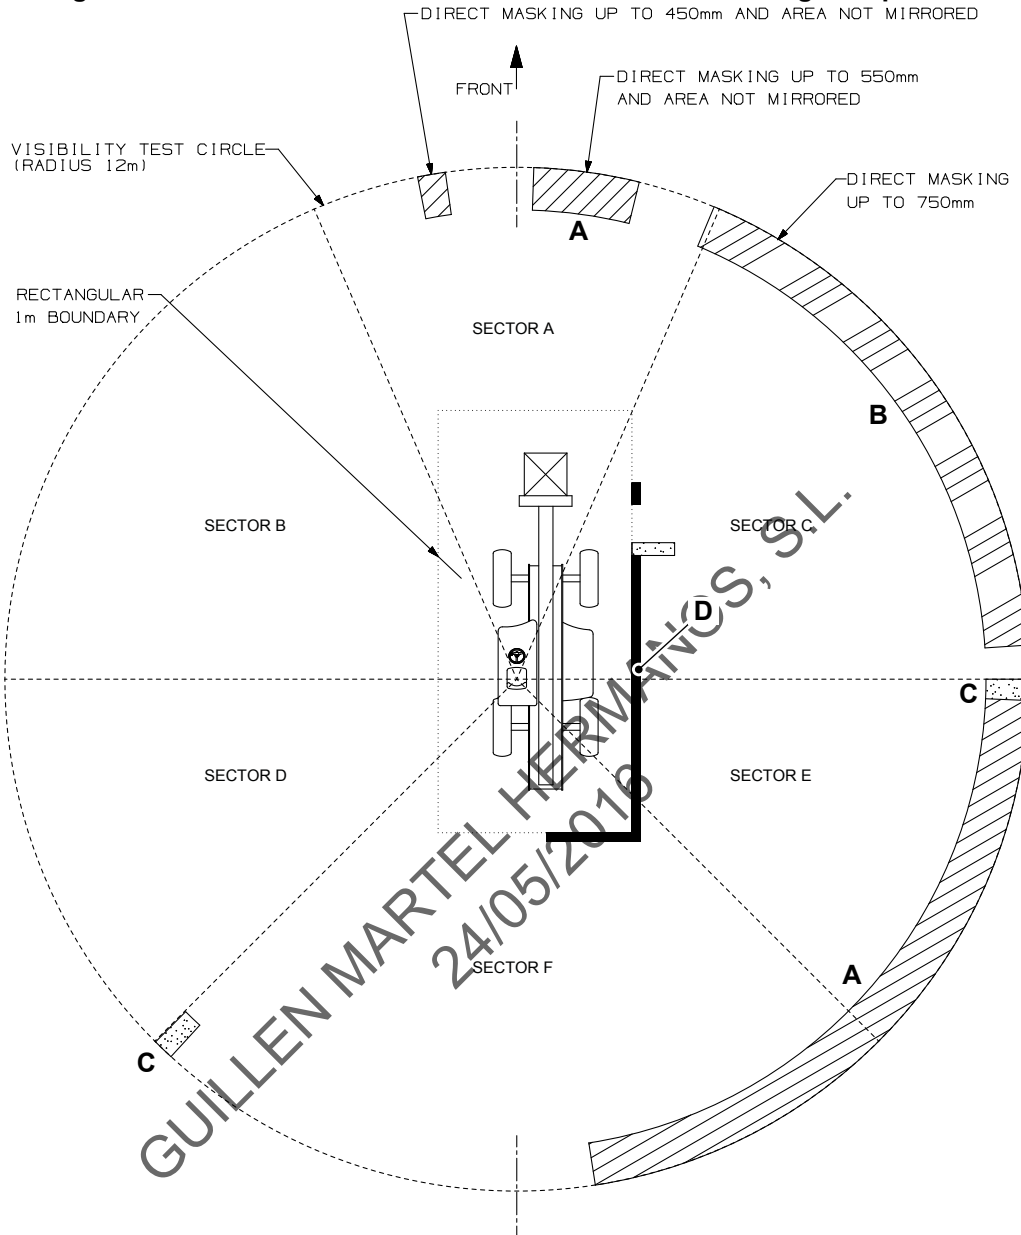 DIRECT MASKING UP TO 450mm AND AREA NOT MIRRORED
FRONT
DIRECT MASKING UP TO 550mm
AND AREA NOT MIRRORED
VISIBILITY TEST CIRCLE
(RADIUS 12m)
DIRECT MASKING
UP TO 750mm
A
RECTANGULAR
1m BOUNDARY
SECTOR A
B
SECTOR B
SECTOR C
D
C
SECTOR D
SECTOR E
SECTOR F
A
C
GUILLEN MARTEL HERMANOS, S.L.
24/05/2016